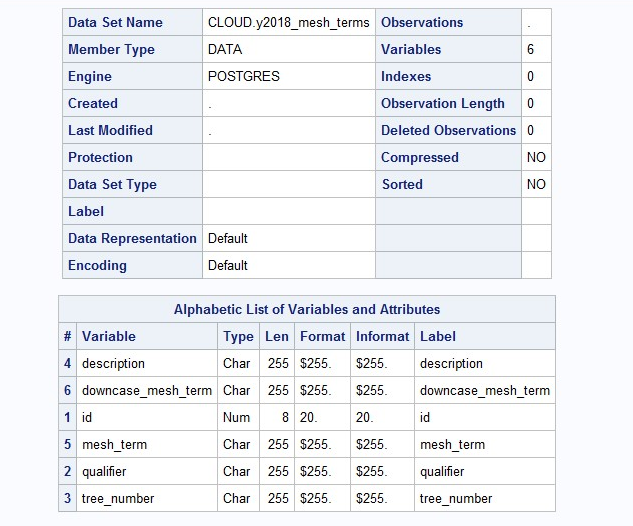 Data Set Name CLOUD.y2018_mesh_terms Observations .
Member Type DATA Variables 6
Engine POSTGRES Indexes 0
Created . Observation Length 0
Last Modified . Deleted Observations 0
Protection Compressed NO
Data Set Type Sorted NO
Label
Data Representation Default
Encoding Default
Alphabetic List of Variables and Attributes
# Variable Type Len Format Informat Label
4 description Char 255 $255. $255. description
6 downcase_mesh_term Char 255 $255. $255. downcase_mesh_term
1 id Num 8 20. 20. id
5 mesh_term Char 255 $255. $255. mesh_term
2 qualifier Char 255 $255. $255. qualifier
3 tree_number Char 255 $255. $255. tree_number